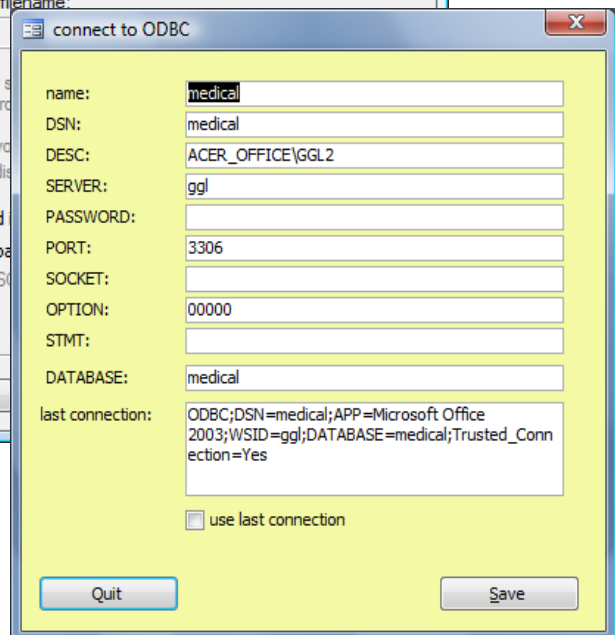 filename:
connect to ODBC
name: medical
DSN: medical
DESC: ACER_OFFICE\GGL2
SERVER: ggl
PASSWORD:
PORT: 3306
SOCKET:
OPTION: 00000
STMT:
DATABASE: medical
last connection: ODBC;DSN=medical;APP=Microsoft Office
2003;WSID=ggl;DATABASE=medical;Trusted_Conn
ection=Yes
use last connection
Quit Save